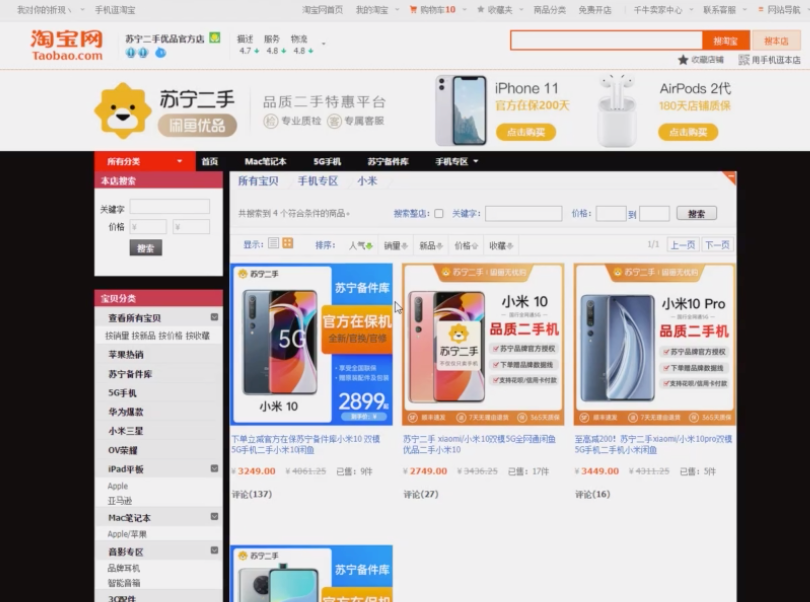 手机逛淘宝
淘宝网首页 我的淘宝 购物车10 收藏夹 商品分类 免费开店 千牛卖家中心 联系客服 网站导航
淘宝网
Taobao.com
苏宁二手优品官方店
描述 服务 物流
4.7 4.8 4.8
搜淘宝 搜本店
收藏店铺 用手机逛本店
苏宁二手
闲鱼优品
品质二手特惠平台
专业质检 专属客服
iPhone 11
官方在保200天
点击购买
AirPods 2代
180天店铺质保
点击购买
所有分类 首页 Mac笔记本 5G手机 苏宁备件库 手机专区
本店搜索
关键字
价格 ¥ ¥
搜索
宝贝分类
查看所有宝贝
按销量 按新品 按价格 按收藏
苹果热销
苏宁备件库
5G手机
华为爆款
小米三星
OV荣耀
iPad平板
Apple
亚马逊
Mac笔记本
Apple/苹果
音影专区
品牌耳机
智能音箱
3C配件
所有宝贝 手机专区 小米
共搜索到 4 个符合条件的商品。
搜索整店: 关键字: 价格: 到 搜索
显示: 排序: 人气 销量 新品 价格 收藏 1/1 上一页 下一页
苏宁二手
苏宁备件库
官方在保机
全新/官换/官修
5G
小米 10
2899
下单立减官方在保苏宁备件库小米10 双模
5G手机二手小米10闲鱼
¥3249.00 ¥4061.25 已售: 9件
评论(137)
小米 10
品质二手机
苏宁品牌官方授权
下单赠品牌数据线
支持花呗/信用卡付款
苏宁二手
顺丰速发 7天无理由退货 365天质保
苏宁二手 xiaomi/小米10双模5G全网通闲鱼
优品二手小米10
¥2749.00 ¥3436.25 已售: 17件
评论(27)
小米10 Pro
品质二手机
苏宁品牌官方授权
下单赠品牌数据线
支持花呗/信用卡付款
顺丰速发 7天无理由退货 365天质保
至高减200! 苏宁二手xiaomi/小米10pro双模
5G手机二手机小米闲鱼
¥3449.00 ¥4311.25 已售: 5件
评论(16)
苏宁二手
苏宁备件库
官方在保机